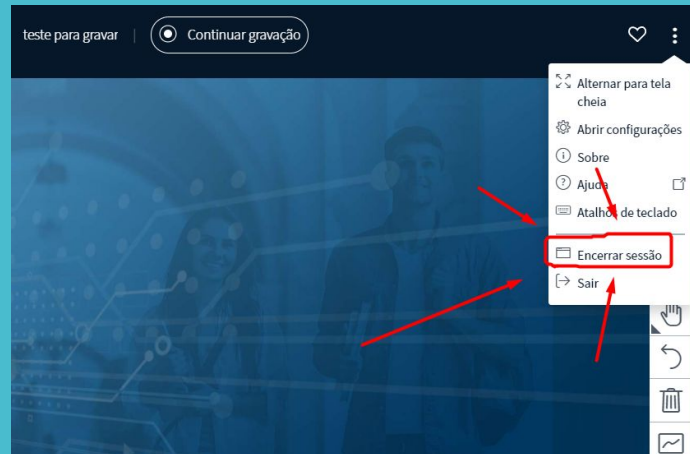 teste para gravar
Continuar gravação
Alternar para tela
cheia
Abrir configurações
Sobre
Ajuda
Atalhos de teclado
Encerrar sessão
Sair